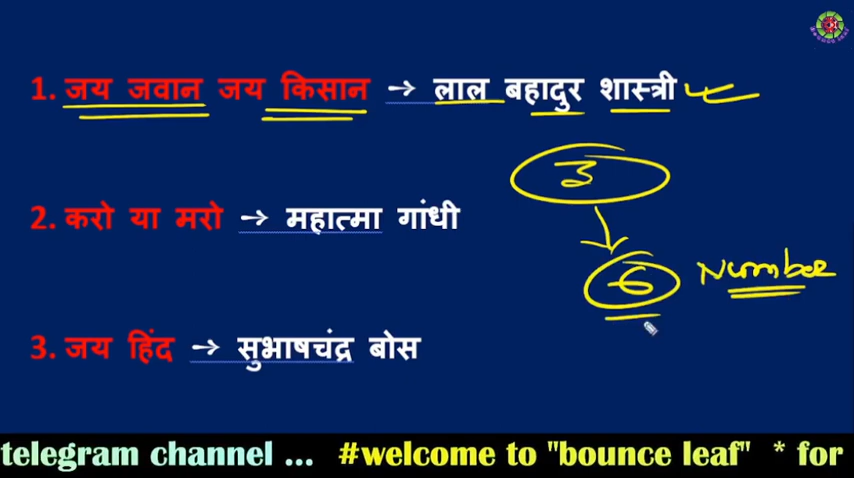 1. जय जवान जय किसान → लाल बहादुर शास्त्री
3
2. करो या मरो → महात्मा गांधी
6 Number
3. जय हिंद → सुभाषचंद्र बोस
telegram channel ... #welcome to "bounce leaf" * for